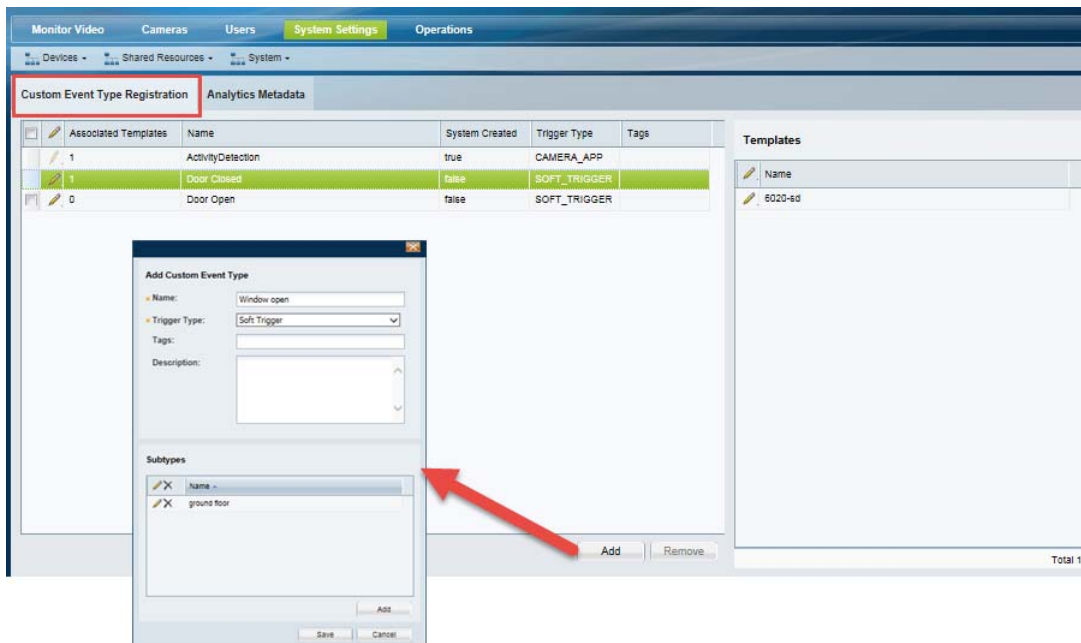 Monitor Video Cameras Users System Settings Operations
Devices Shared Resources System
Custom Event Type Registration Analytics Metadata
Associated Templates Name System Created Trigger Type Tags
1 ActivityDetection true CAMERA_APP
1 Door Closed false SOFT_TRIGGER
0 Door Open false SOFT_TRIGGER
Templates
Name
6020-sd
Add Custom Event Type
Name: Window open
Trigger Type: Soft Trigger
Tags:
Description:
Subtypes
Name
ground floor
Add
Save Cancel
Add Remove
Total 1